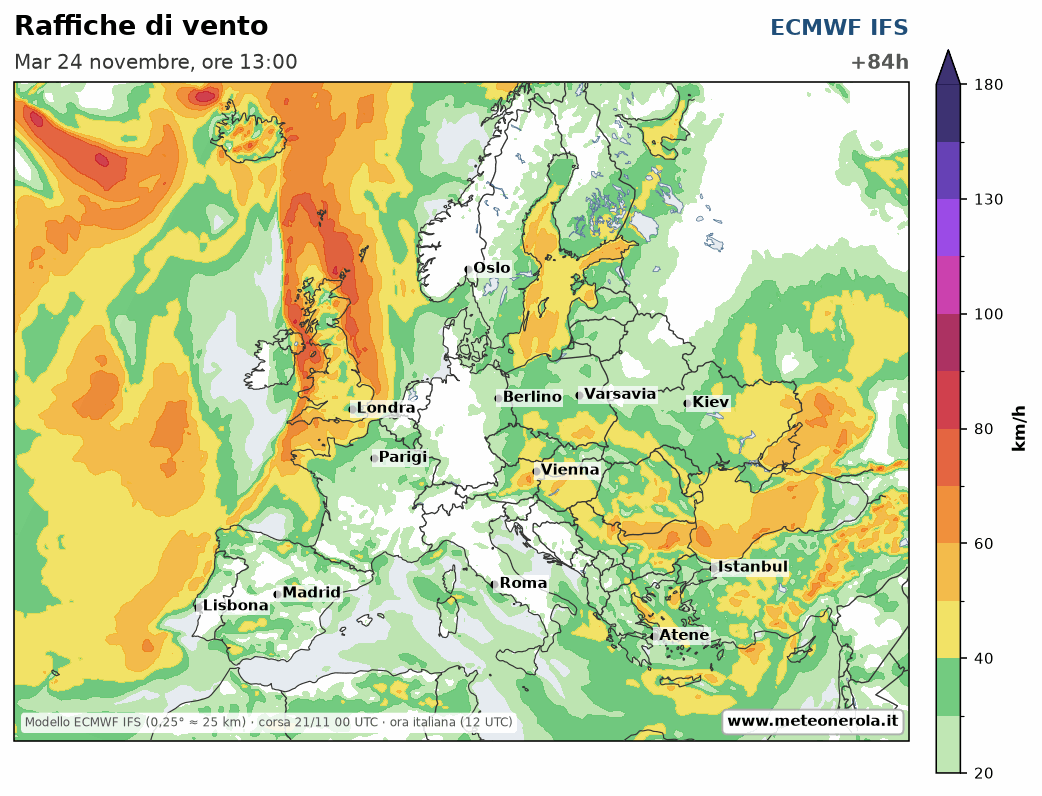 Raffiche di vento
ECMWF IFS
Mar 24 novembre, ore 13:00
+84h
180
130
100
80
60
40
20
km/h
Oslo
Berlino
Varsavia
Kiev
Londra
Parigi
Vienna
Istanbul
Roma
Madrid
Lisbona
Atene
Modello ECMWF IFS (0,25° ≈ 25 km) · corsa 21/11 00 UTC · ora italiana (12 UTC)
www.meteonerola.it